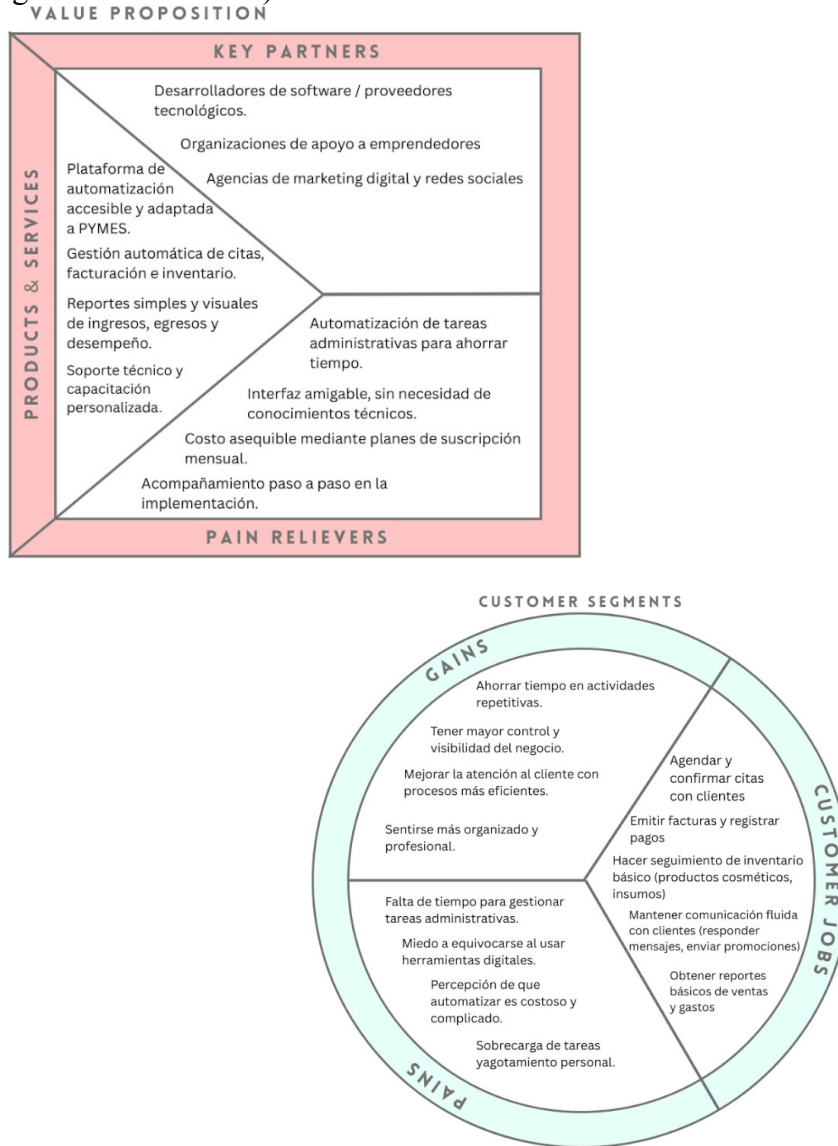 VALUE PROPOSITION
KEY PARTNERS
Desarrolladores de software / proveedores
tecnológicos.
Organizaciones de apoyo a emprendedores
Agencias de marketing digital y redes sociales
PRODUCTS & SERVICES
Plataforma de
automatización
accesible y adaptada
a PYMES.
Gestión automática de citas,
facturación e inventario.
Reportes simples y visuales
de ingresos, egresos y
desempeño.
Soporte técnico y
capacitación
personalizada.
Automatización de tareas
administrativas para ahorrar
tiempo.
Interfaz amigable, sin necesidad de
conocimientos técnicos.
Costo asequible mediante planes de suscripción
mensual.
Acompañamiento paso a paso en la
implementación.
PAIN RELIEVERS
CUSTOMER SEGMENTS
GAINS
Ahorrar tiempo en actividades
repetitivas.
Tener mayor control y
visibilidad del negocio.
Mejorar la atención al cliente con
procesos más eficientes.
Sentirse más organizado y
profesional.
CUSTOMER JOBS
Agendar y
confirmar citas
con clientes
Emitir facturas y registrar
pagos
Hacer seguimiento de inventario
básico (productos cosméticos,
insumos)
Mantener comunicación fluida
con clientes (responder
mensajes, enviar promociones)
Obtener reportes
básicos de ventas
y gastos
Falta de tiempo para gestionar
tareas administrativas.
Miedo a equivocarse al usar
herramientas digitales.
Percepción de que
automatizar es costoso y
complicado.
Sobrecarga de tareas
yagotamiento personal.
PAINS